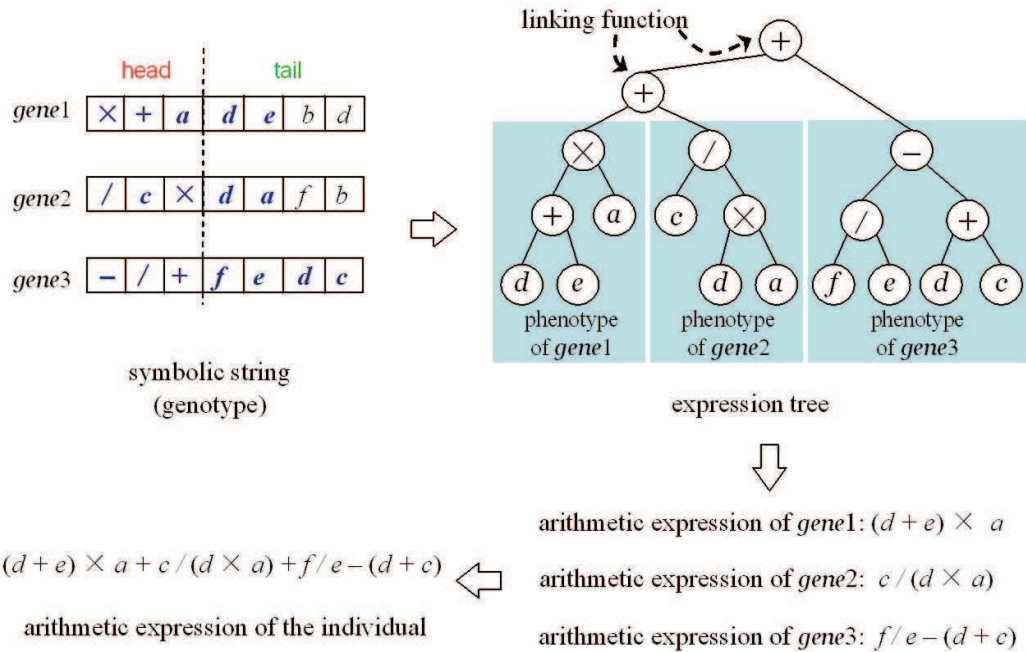 linking function
head tail
gene1 × + a d e b d
gene2 / c × d a f b
gene3 − / + f e d c
symbolic string
(genotype)
+
+
× / −
+ a c × / +
d e d a f e d c
phenotype
of gene1
phenotype
of gene2
phenotype
of gene3
expression tree
arithmetic expression of gene1: (d + e) × a
arithmetic expression of gene2: c / (d × a)
arithmetic expression of gene3: f / e − (d + c)
(d + e) × a + c / (d × a) + f / e − (d + c)
arithmetic expression of the individual